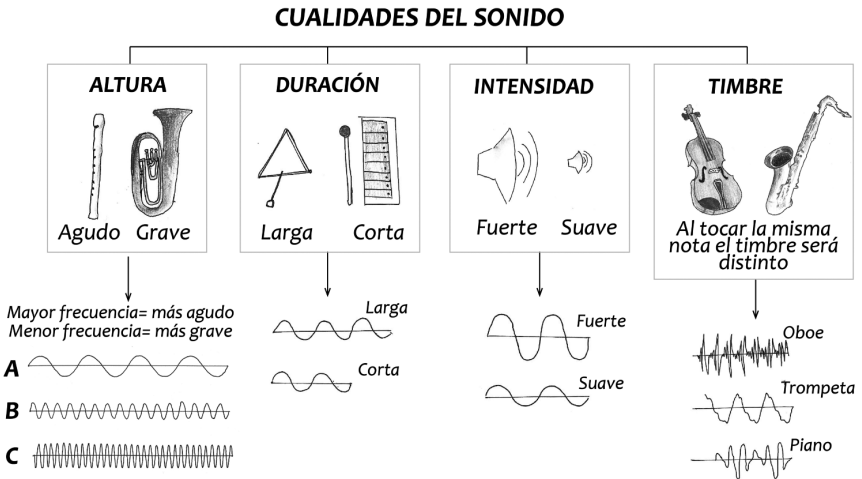 CUALIDADES DEL SONIDO
ALTURA
Agudo Grave
Mayor frecuencia= más agudo
Menor frecuencia= más grave
A
B
C
DURACIÓN
Larga Corta
Larga
Corta
INTENSIDAD
Fuerte Suave
Fuerte
Suave
TIMBRE
Al tocar la misma
nota el timbre será
distinto
Oboe
Trompeta
Piano